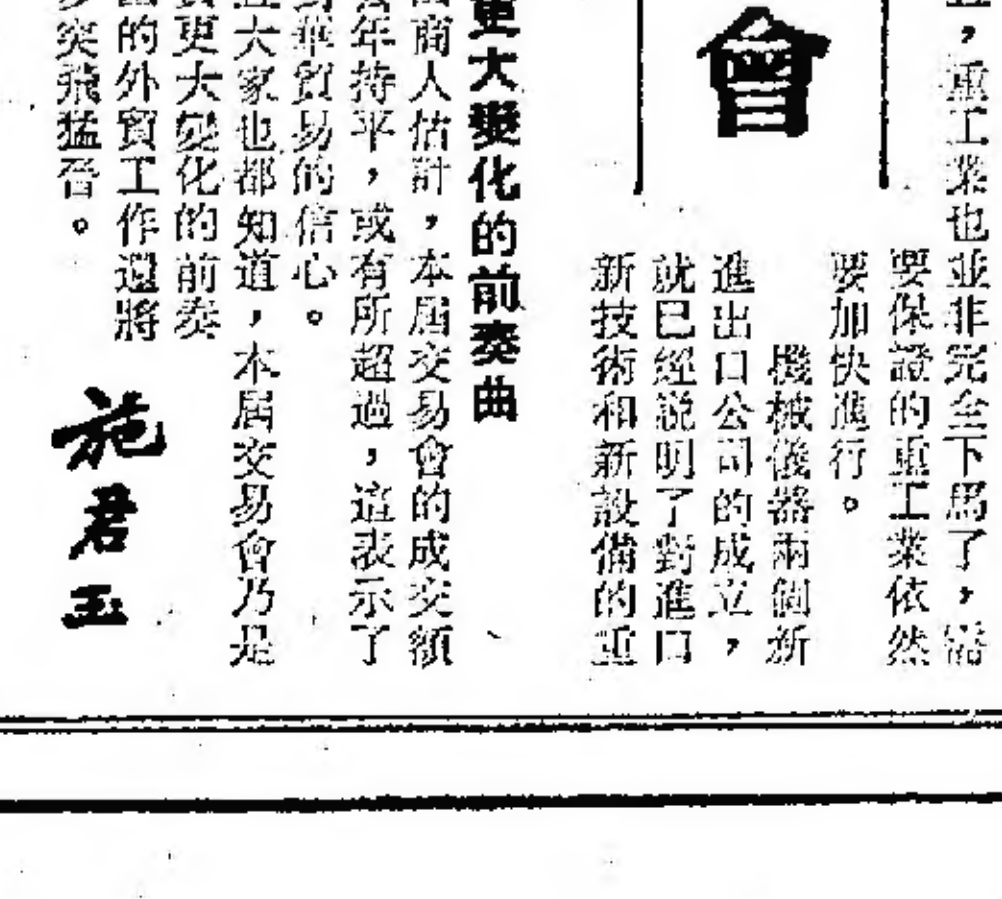 ，重工業也並非完全下馬了，需
要保證的重工業依然
要加快進行。
機械儀器兩個新
進出口公司的成立，
就已經説明了對進口
新技術和新設備的重
會
更大變化的前奏曲
商人估計，本屆交易會的成交額
年持平，或有所超過，這表示了
對華貿易的信心。
大家也都知道，本屆交易會乃是
更大變化的前奏
的外貿工作還將
突飛猛晉。
施君玉